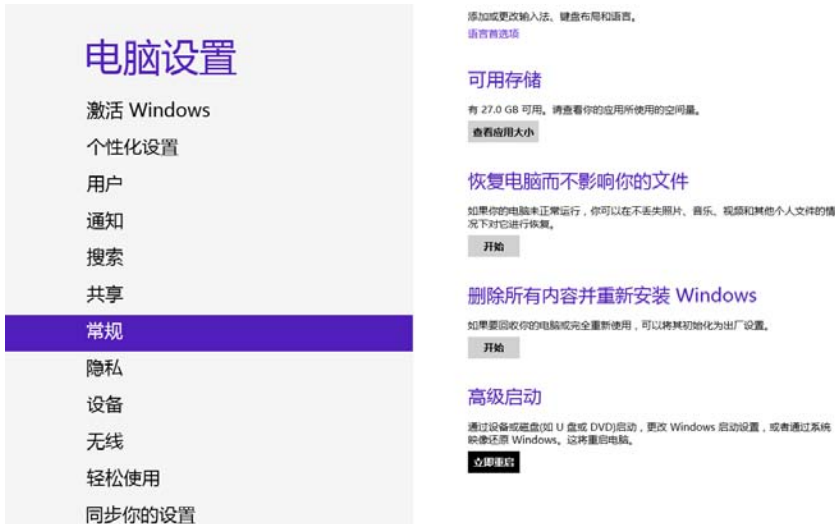 电脑设置
激活 Windows
个性化设置
用户
通知
搜索
共享
常规
隐私
设备
无线
轻松使用
同步你的设置
添加或更改输入法、键盘布局和语言。
语言首选项
可用存储
有 27.0 GB 可用。请查看你的应用所使用的空间量。
查看应用大小
恢复电脑而不影响你的文件
如果你的电脑未正常运行，你可以在不丢失照片、音乐、视频和其他个人文件的情
况下对它进行恢复。
开始
删除所有内容并重新安装 Windows
如果要回收你的电脑或完全重新使用，可以将其初始化为出厂设置。
开始
高级启动
通过设备或磁盘(如 U 盘或 DVD)启动，更改 Windows 启动设置，或者通过系统
映像还原 Windows。这将重启电脑。
立即重启